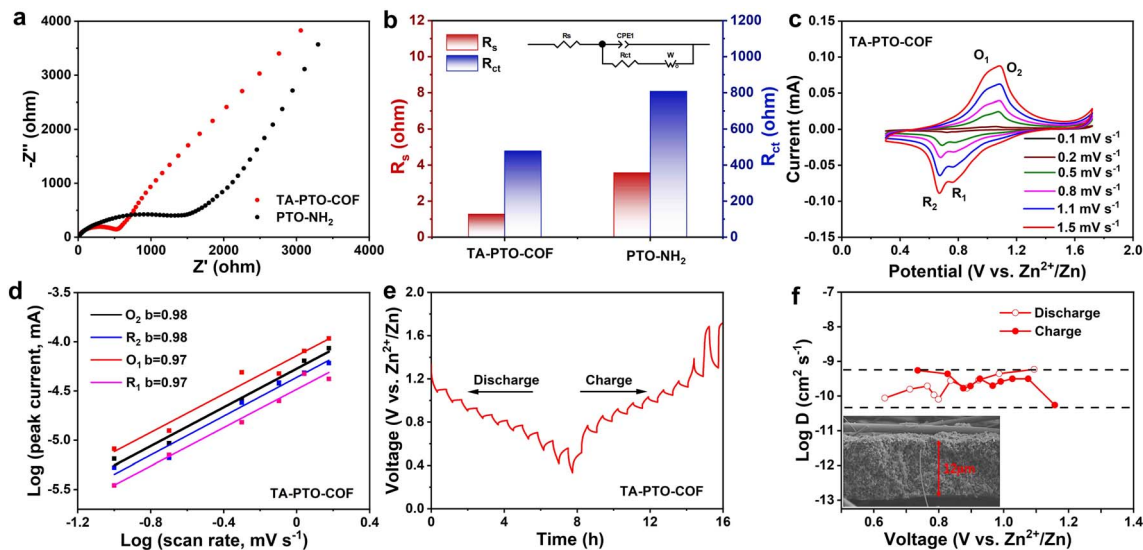 a
4000
3000
2000
1000
0
-Z'' (ohm)
TA-PTO-COF
PTO-NH2
0 1000 2000 3000 4000
Z' (ohm)
b
12
10
8
6
4
2
0
Rs (ohm)
Rs
Rct
Rs CPE1
Rct W
1200
1000
800
600
400
200
0
Rct (ohm)
TA-PTO-COF PTO-NH2
c
TA-PTO-COF
O1 O2
0.15
0.10
0.05
0.00
-0.05
-0.10
-0.15
Current (mA)
R2 R1
0.1 mV s-1
0.2 mV s-1
0.5 mV s-1
0.8 mV s-1
1.1 mV s-1
1.5 mV s-1
0.0 0.4 0.8 1.2 1.6 2.0
Potential (V vs. Zn2+/Zn)
d
-3.5
-4.0
-4.5
-5.0
-5.5
Log (peak current, mA)
O2 b=0.98
R2 b=0.98
O1 b=0.97
R1 b=0.97
TA-PTO-COF
-1.2 -0.8 -0.4 0.0 0.4
Log (scan rate, mV s-1)
e
2.0
1.6
1.2
0.8
0.4
0.0
Voltage (V vs. Zn2+/Zn)
Discharge Charge
TA-PTO-COF
0 4 8 12 16
Time (h)
f
-7
-8
-9
-10
-11
-12
-13
Log D (cm2 s-1)
Discharge
Charge
12μm
0.6 0.8 1.0 1.2 1.4
Voltage (V vs. Zn2+/Zn)